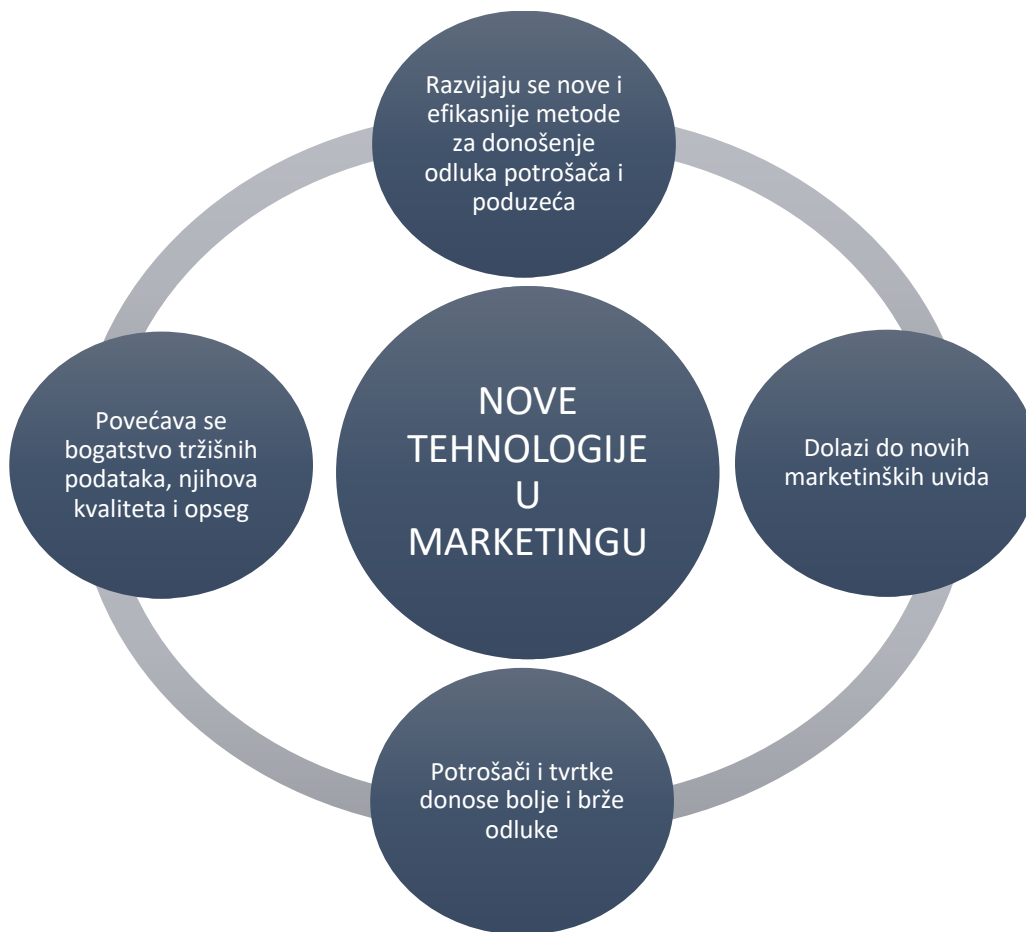 Razvijaju se nove i
efikasnije metode
za donošenje
odluka potrošača i
poduzeća
Povećava se
bogatstvo tržišnih
podataka, njihova
kvaliteta i opseg
NOVE
TEHNOLOGIJE
U
MARKETINGU
Dolazi do novih
marketinških uvida
Potrošači i tvrtke
donose bolje i brže
odluke